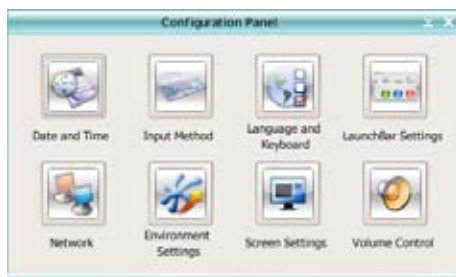 Configuration Panel
Date and Time
Input Method
Language and
Keyboard
LaunchBar Settings
Network
Environment
Settings
Screen Settings
Volume Control